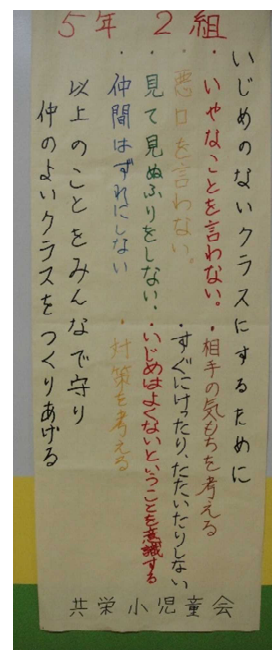 5年 2組
いじめのないクラスにするために
・いやなことを言わない。
・相手の気もちを考える
・悪口を言わない。
・すぐにけったり、たたいたりしない
・見て見ぬふりをしない。
・いじめはよくないということを意識する
・仲間はずれにしない
・対策を考える
以上のことをみんなで守り
仲のよいクラスをつくりあげる
共栄小児童会